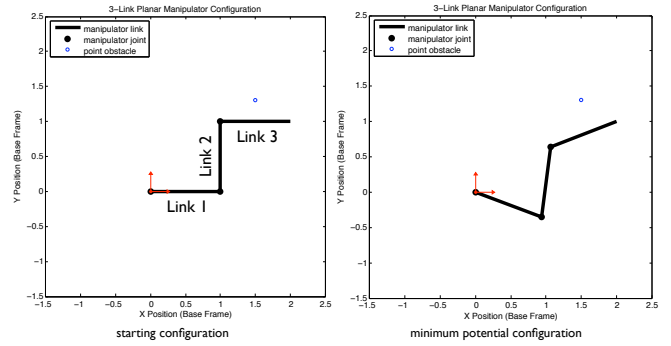 3−Link Planar Manipulator Configuration
2.5
2
1.5
1
0.5
0
−0.5
−1
−1.5
−1.5
−1
−0.5
0
0.5
1
1.5
2
2.5
Y Position (Base Frame)
X Position (Base Frame)
manipulator link
manipulator joint
point obstacle
Link 1
Link 2
Link 3
starting configuration
3−Link Planar Manipulator Configuration
2.5
2
1.5
1
0.5
0
−0.5
−1
−1.5
−1.5
−1
−0.5
0
0.5
1
1.5
2
2.5
Y Position (Base Frame)
X Position (Base Frame)
manipulator link
manipulator joint
point obstacle
minimum potential configuration